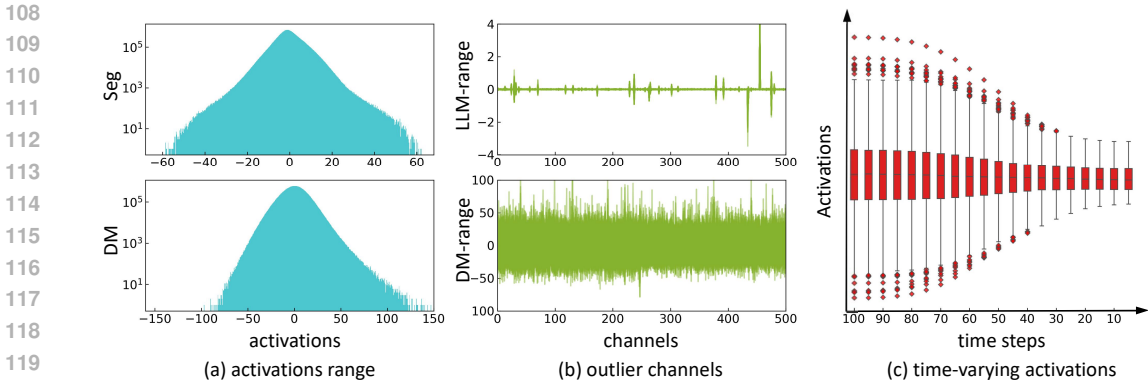 108
109
110
111
112
113
114
115
116
117
118
119
Seg
10^5
10^3
10^1
−60 −40 −20 0 20 40 60
DM
10^5
10^3
10^1
−150 −100 −50 0 50 100 150
activations
(a) activations range
LLM-range
4
2
0
−2
−4
0 100 200 300 400 500
DM-range
100
50
0
−50
100
0 100 200 300 400 500
channels
(b) outlier channels
Activations
100 90 80 70 60 50 40 30 20 10
time steps
(c) time-varying activations